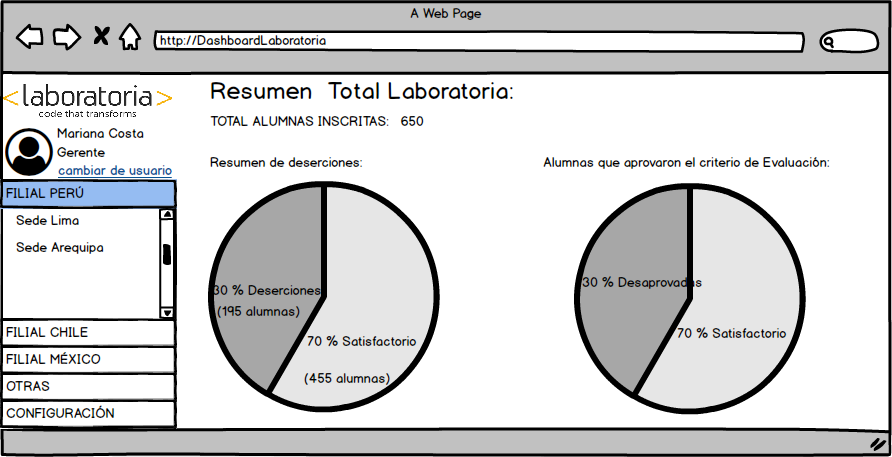 A Web Page
http://DashboardLaboratoria
<laboratoria>
code that transforms
Mariana Costa
Gerente
cambiar de usuario
FILIAL PERÚ
Sede Lima
Sede Arequipa
FILIAL CHILE
FILIAL MÉXICO
OTRAS
CONFIGURACIÓN
Resumen Total Laboratoria:
TOTAL ALUMNAS INSCRITAS: 650
Resumen de deserciones:
30 % Deserciones
(195 alumnas)
70 % Satisfactorio
(455 alumnas)
Alumnas que aprovaron el criterio de Evaluación:
30 % Desaprovadas
70 % Satisfactorio